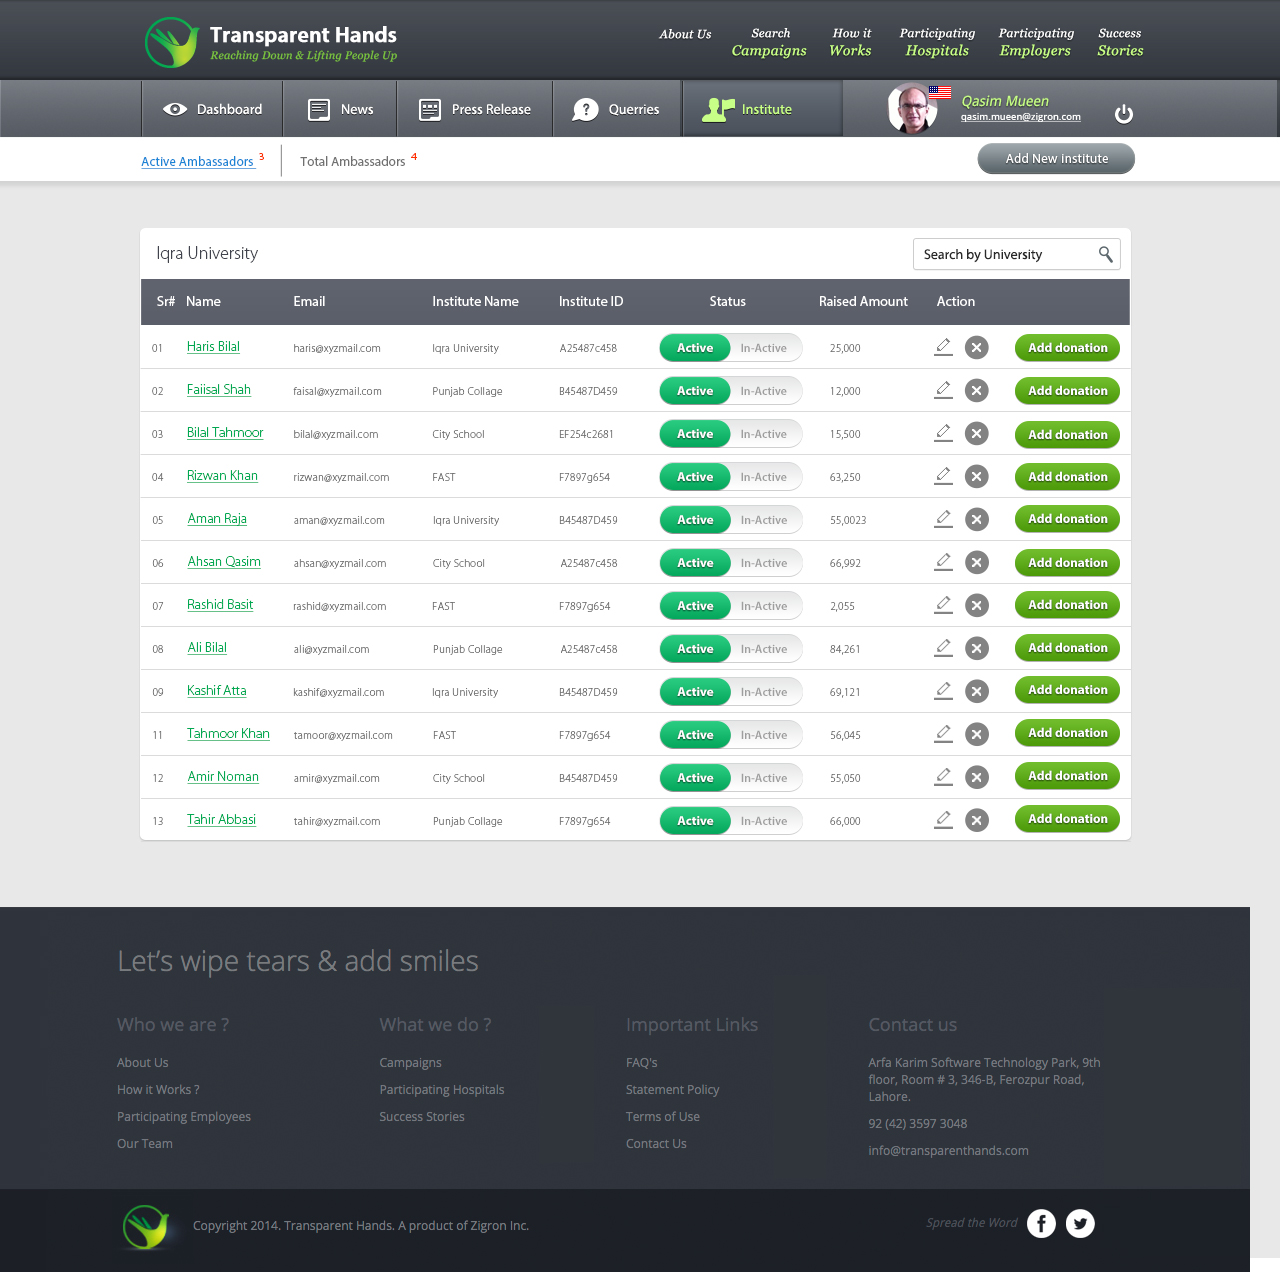 Transparent Hands
Reaching Down & Lifting People Up
About Us
Search Campaigns
How it Works
Participating Hospitals
Participating Employers
Success Stories
Dashboard
News
Press Release
?
Querries
Institute
Qasim Mueen
qasim.mueen@zigron.com
Active Ambassadors 3
Total Ambassadors 4
Add New institute
Iqra University
Search by University
Sr# Name Email Institute Name Institute ID Status Raised Amount Action
01 Haris Bilal haris@xyzmail.com Iqra University A25487c458 Active In-Active 25,000 Add donation
02 Faiisal Shah faisal@xyzmail.com Punjab Collage B45487D459 Active In-Active 12,000 Add donation
03 Bilal Tahmoor bilal@xyzmail.com City School EF254c2681 Active In-Active 15,500 Add donation
04 Rizwan Khan rizwan@xyzmail.com FAST F7897g654 Active In-Active 63,250 Add donation
05 Aman Raja aman@xyzmail.com Iqra University B45487D459 Active In-Active 55,0023 Add donation
06 Ahsan Qasim ahsan@xyzmail.com City School A25487c458 Active In-Active 66,992 Add donation
07 Rashid Basit rashid@xyzmail.com FAST F7897g654 Active In-Active 2,055 Add donation
08 Ali Bilal ali@xyzmail.com Punjab Collage A25487c458 Active In-Active 84,261 Add donation
09 Kashif Atta kashif@xyzmail.com Iqra University B45487D459 Active In-Active 69,121 Add donation
11 Tahmoor Khan tamoor@xyzmail.com FAST F7897g654 Active In-Active 56,045 Add donation
12 Amir Noman amir@xyzmail.com City School B45487D459 Active In-Active 55,050 Add donation
13 Tahir Abbasi tahir@xyzmail.com Punjab Collage F7897g654 Active In-Active 66,000 Add donation
Let's wipe tears & add smiles
Who we are ?
About Us
How it Works ?
Participating Employees
Our Team
What we do ?
Campaigns
Participating Hospitals
Success Stories
Important Links
FAQ's
Statement Policy
Terms of Use
Contact Us
Contact us
Arfa Karim Software Technology Park, 9th
floor, Room # 3, 346-B, Ferozpur Road,
Lahore.
92 (42) 3597 3048
info@transparenthands.com
Copyright 2014. Transparent Hands. A product of Zigron Inc.
Spread the Word